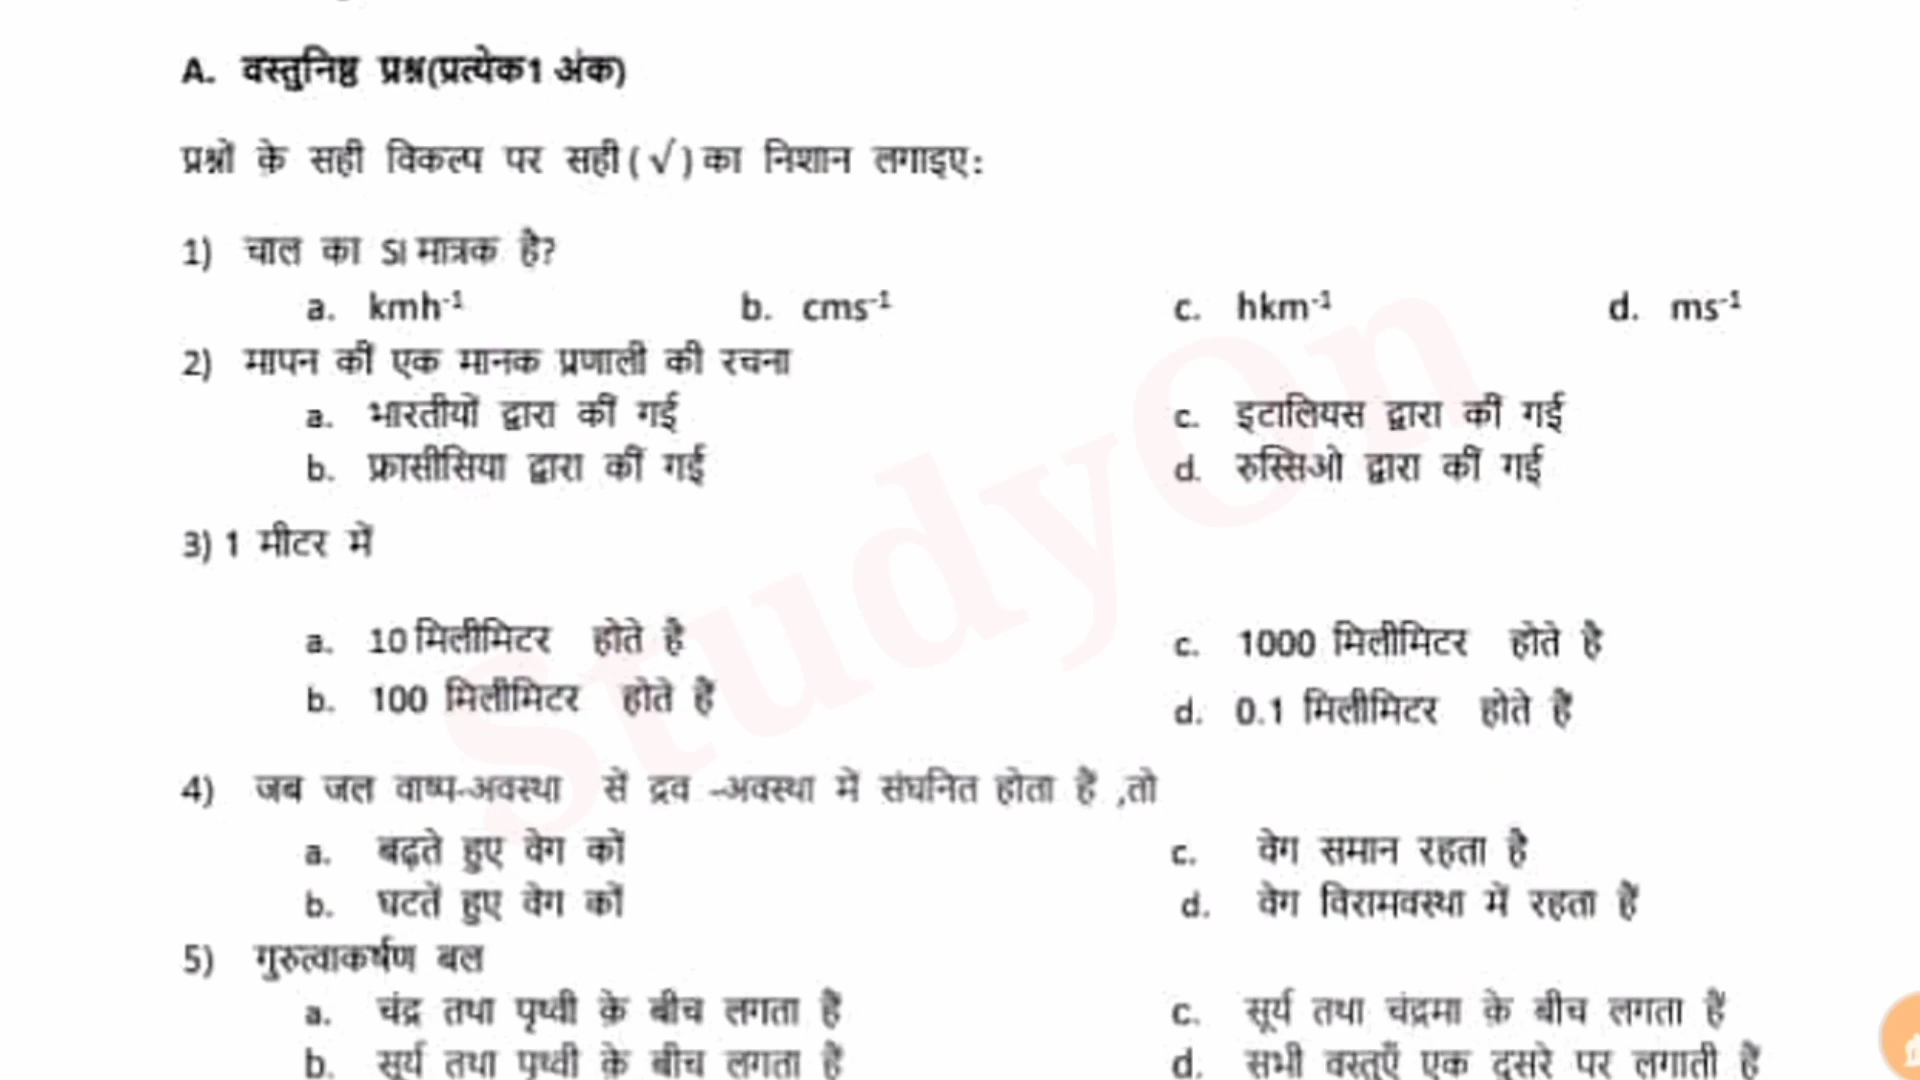 A. वस्तुनिष्ठ प्रश्न(प्रत्येक1 अंक)
प्रश्नों के सही विकल्प पर सही(√)का निशान लगाइए:
1) चाल का SI मात्रक है?
a. kmh⁻¹ b. cms⁻¹ c. hkm⁻¹ d. ms⁻¹
2) मापन कीं एक मानक प्रणाली की रचना
a. भारतीयों द्वारा कीं गई c. इटालियस द्वारा कीं गई
b. फ्रासीसिया द्वारा कीं गई d. रुस्सिओ द्वारा कीं गई
3) 1 मीटर में
a. 10 मिलीमिटर होते है c. 1000 मिलीमिटर होते है
b. 100 मिलीमिटर होते हैं d. 0.1 मिलीमिटर होते हैं
4) जब जल वाष्प-अवस्था सें द्रव -अवस्था में संघनित होता हैं ,तो
a. बढ़ते हुए वेग कों c. वेग समान रहता है
b. घटतें हुए वेग कों d. वेग विरामवस्था में रहता हैं
5) गुरुत्वाकर्षण बल
a. चंद्र तथा पृथ्वी क़े बीच लगता हैं c. सूर्य तथा चंद्रमा क़े बीच लगता हैं
b. सूर्य तथा पृथ्वी क़े बीच लगता हैं d. सभी वस्तुएँ एक दुसरे पर लगाती हैं
StudyOn